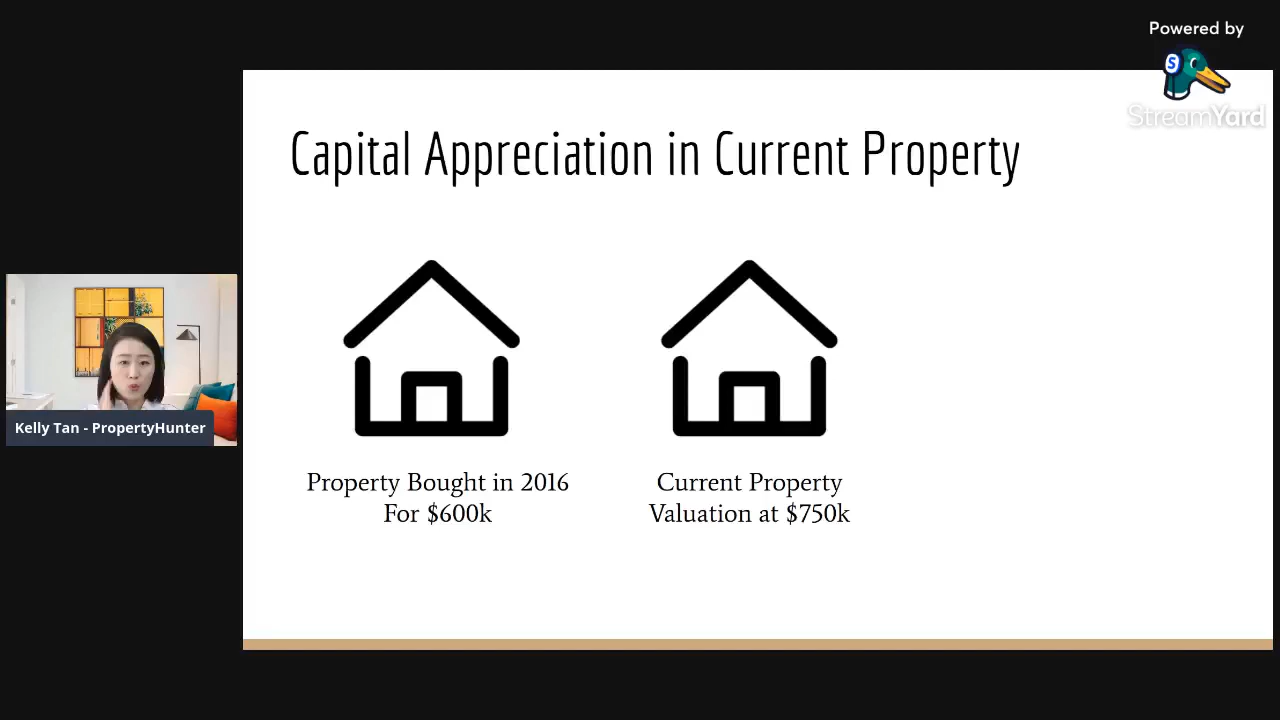 Powered by
StreamYard
Capital Appreciation in Current Property
Property Bought in 2016
For $600k
Current Property
Valuation at $750k
Kelly Tan - PropertyHunter